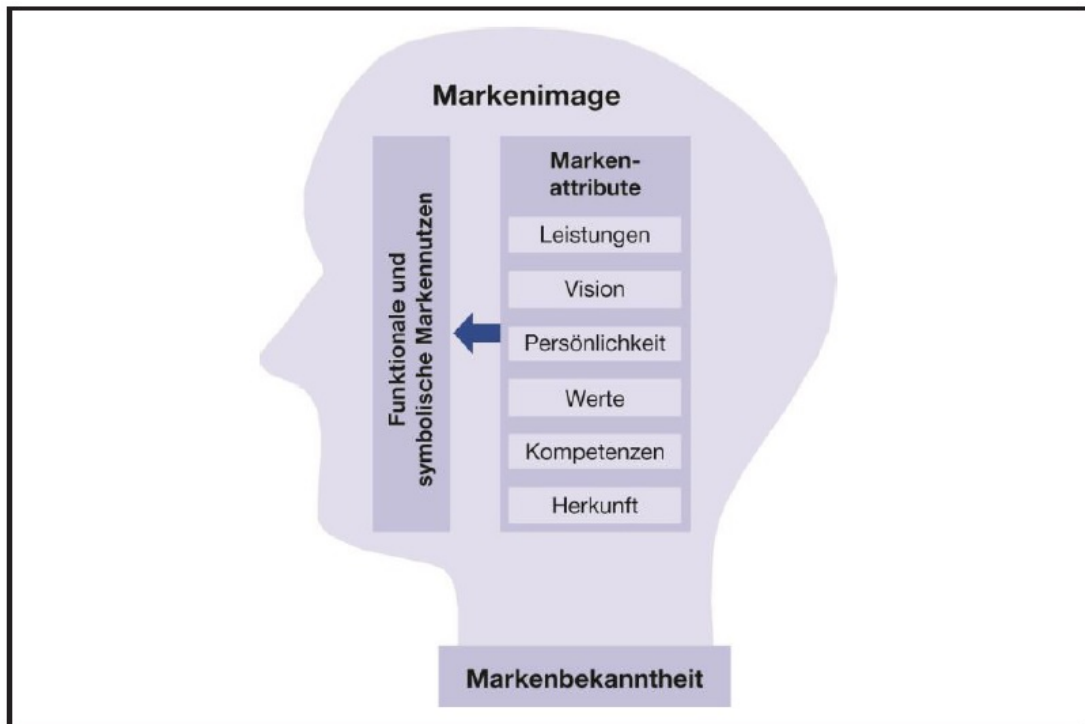 Markenimage
Funktionale und
symbolische Markennutzen
Marken-
attribute
Leistungen
Vision
Persönlichkeit
Werte
Kompetenzen
Herkunft
Markenbekanntheit